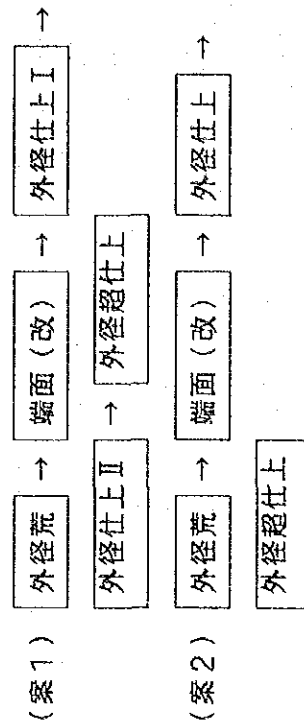 （案１） 外径荒 → 端面（改） → 外径仕上Ⅰ →
外径仕上Ⅱ → 外径超仕上
（案２） 外径荒 → 端面（改） → 外径仕上 →
外径超仕上